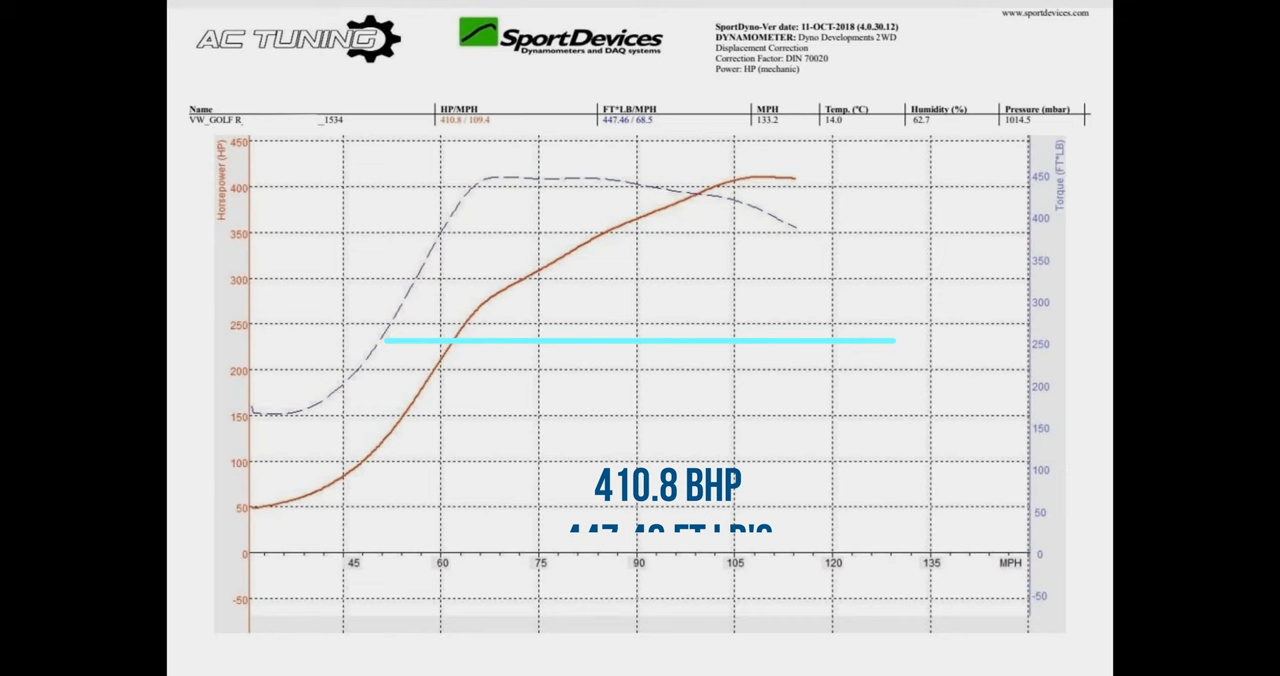 www.sportdevices.com
AC TUNING
SportDevices
Dynamometers and DAQ systems
SportDyno-Ver date: 11-OCT-2018 (4.0.30.12)
DYNAMOMETER: Dyno Developments 2WD
Displacement Correction
Correction Factor: DIN 70020
Power: HP (mechanic)
Name HP/MPH FT*LB/MPH MPH Temp. (ºC) Humidity (%) Pressure (mbar)
VW_GOLF R_ _1534 410.8 / 109.4 447.46 / 68.5 133.2 14.0 62.7 1014.5
Horsepower (HP)
450
400
350
300
250
200
150
100
50
0
-50
Torque (FT*LB)
450
400
350
300
250
200
150
100
50
0
-50
410.8 BHP
45 60 75 90 105 120 135 MPH